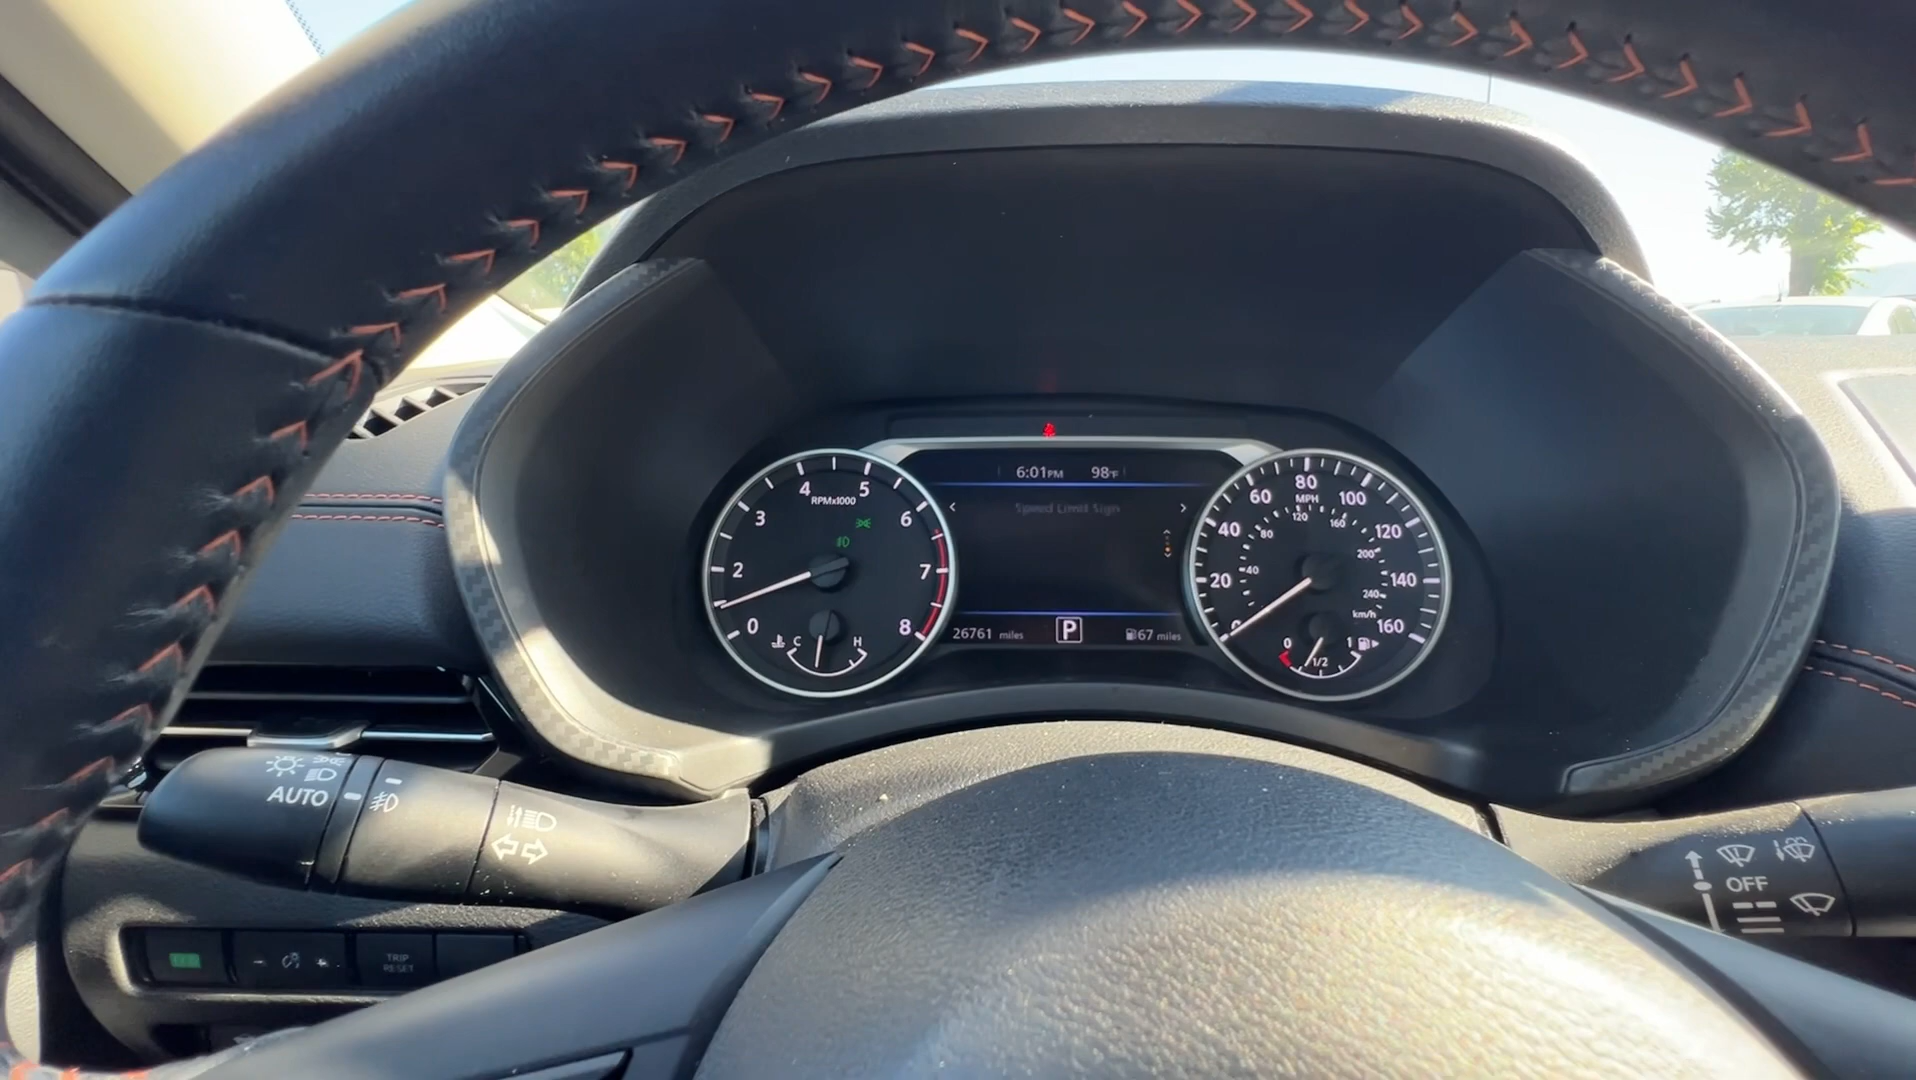 6:01PM 98°F
Speed Limit Sign
26761 miles P 67 miles
RPMx1000
0 2 3 4 5 6 7 8
C H
MPH
0 20 40 60 80 100 120 140 160
40 80 120 160 200 240
km/h
0 1/2 1
AUTO
TRIP
RESET
OFF